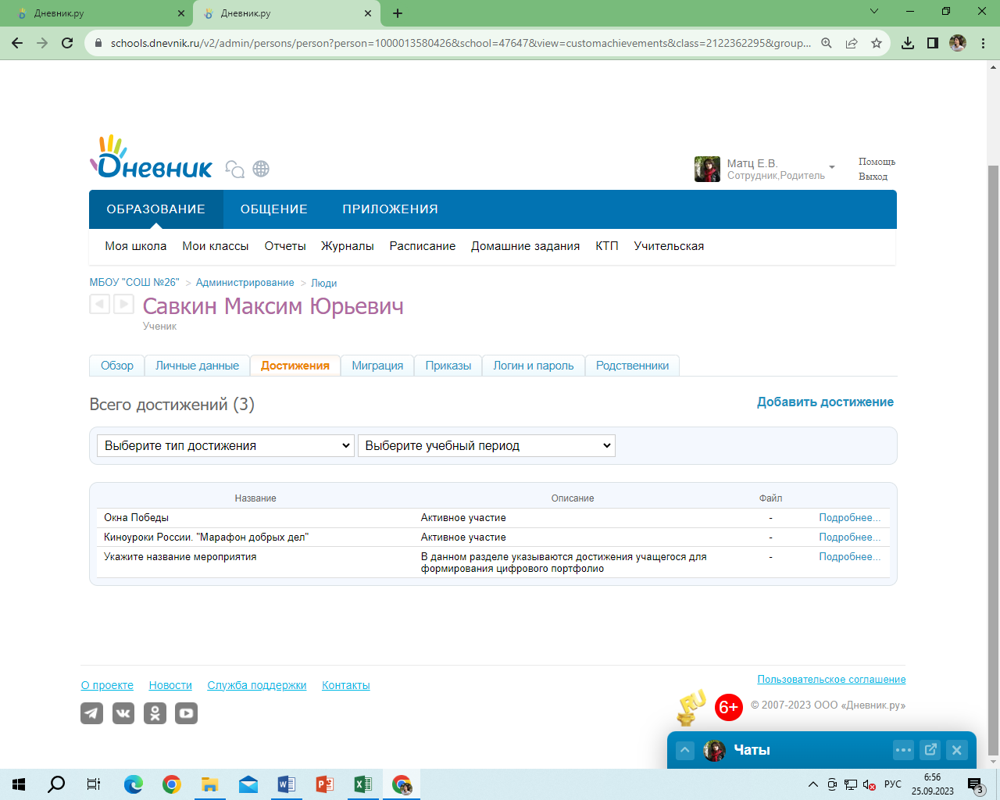 Дневник.ру
Дневник.ру
schools.dnevnik.ru/v2/admin/persons/person?person=1000013580426&school=47647&view=customachievements&class=2122362295&group...
Дневник
Матц Е.В.
Сотрудник,Родитель
Помощь
Выход
ОБРАЗОВАНИЕ ОБЩЕНИЕ ПРИЛОЖЕНИЯ
Моя школа Мои классы Отчеты Журналы Расписание Домашние задания КТП Учительская
МБОУ "СОШ №26" > Администрирование > Люди
Савкин Максим Юрьевич
Ученик
Обзор Личные данные Достижения Миграция Приказы Логин и пароль Родственники
Всего достижений (3)
Добавить достижение
Выберите тип достижения Выберите учебный период
Название Описание Файл
Окна Победы Активное участие - Подробнее...
Киноуроки России. "Марафон добрых дел" Активное участие - Подробнее...
Укажите название мероприятия В данном разделе указываются достижения учащегося для - Подробнее...
формирования цифрового портфолио
О проекте Новости Служба поддержки Контакты
Пользовательское соглашение
RU 6+ © 2007-2023 ООО «Дневник.ру»
Чаты
РУС
6:56
25.09.2023
3